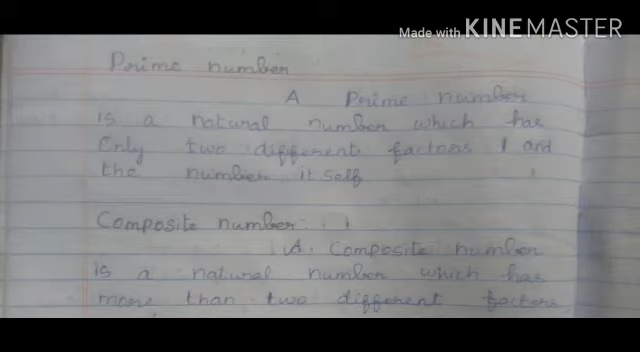 Made with KINEMASTER
Prime number
A Prime number
is a natural number which has
Only two different factors 1 and
the number it self
Composite number
A Composite number
is a natural number which has
more than two different factors